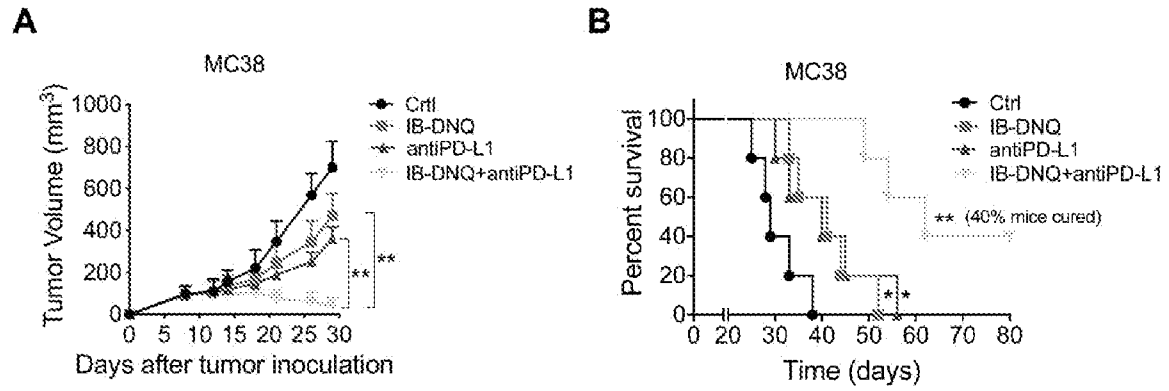 A
MC38
Tumor Volume (mm³)
1000
800
600
400
200
0
0 5 10 15 20 25 30
Days after tumor inoculation
Crtl
IB-DNQ
antiPD-L1
IB-DNQ+antiPD-L1
**
**
B
MC38
Percent survival
100
80
60
40
20
0
0 20 30 40 50 60 70 80
Time (days)
Ctrl
IB-DNQ
antiPD-L1
IB-DNQ+antiPD-L1
** (40% mice cured)
* *